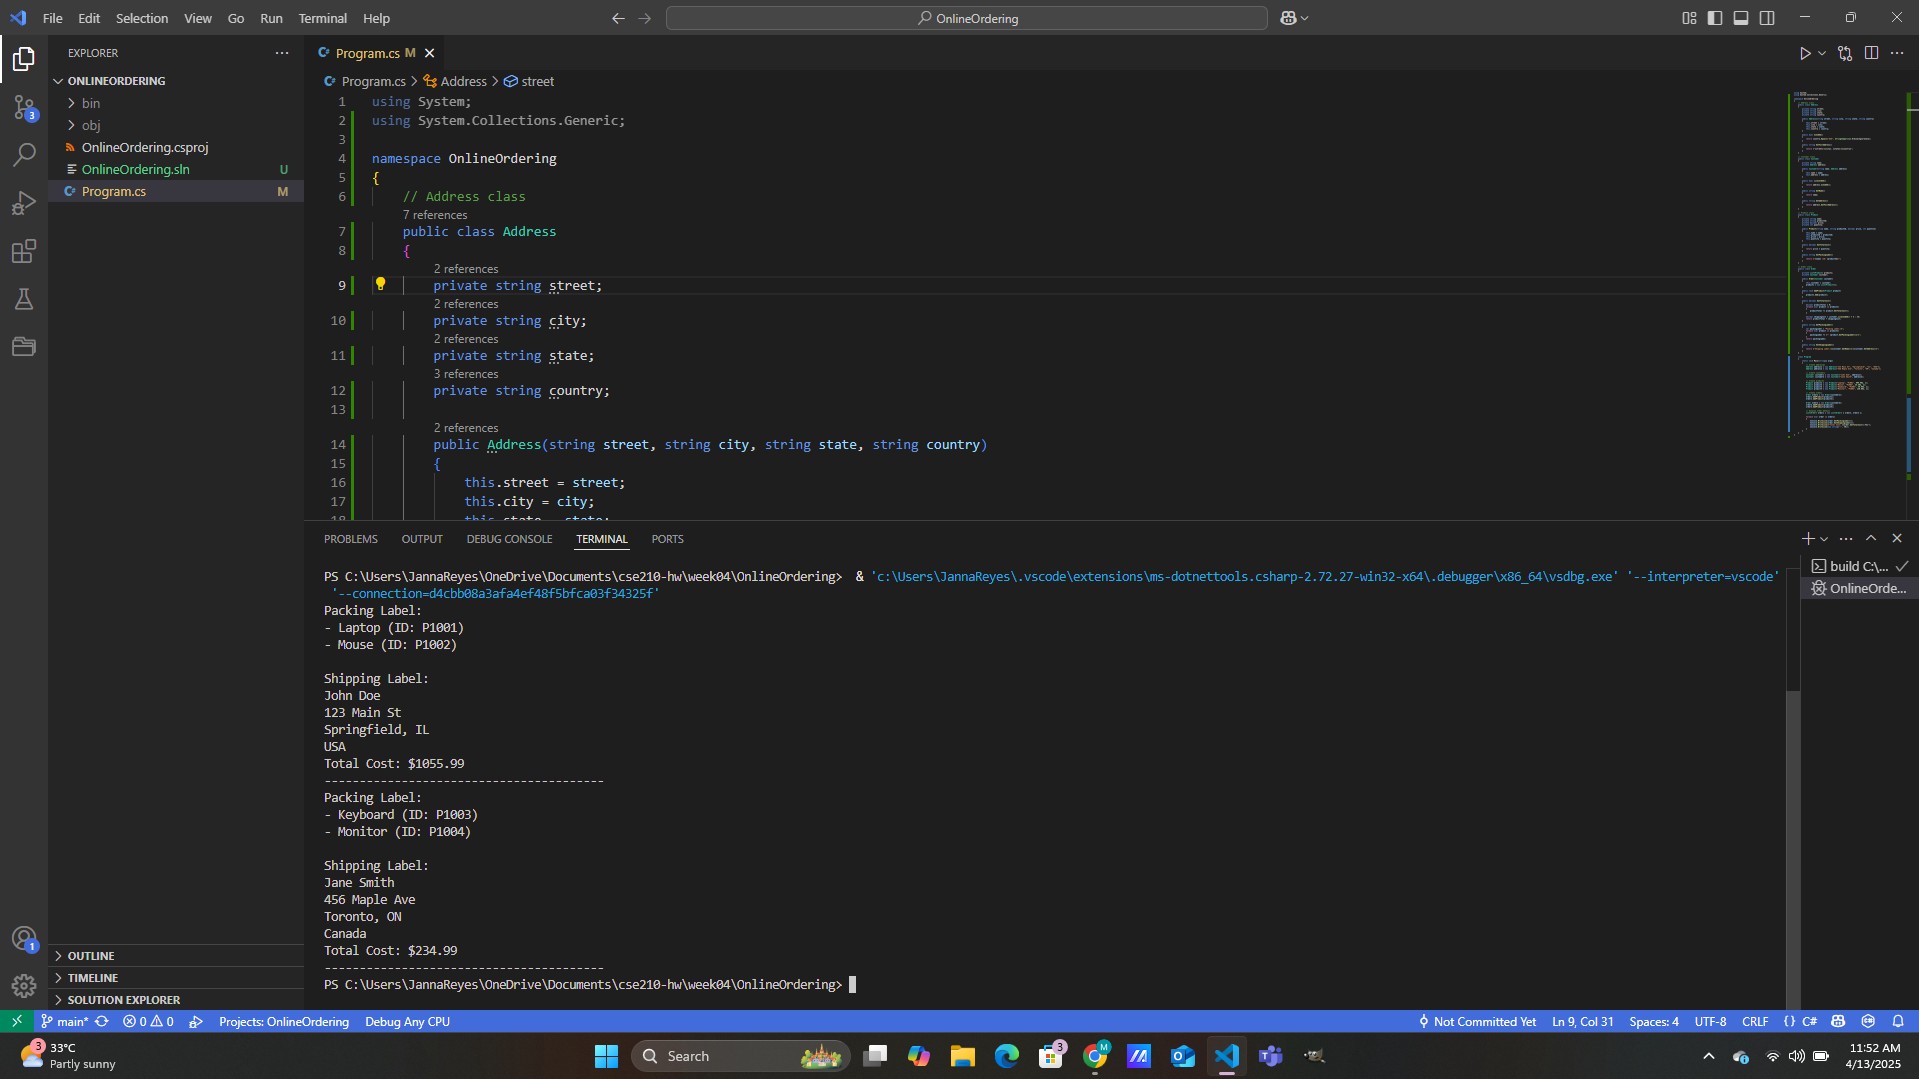 File Edit Selection View Go Run Terminal Help
OnlineOrdering
EXPLORER
ONLINEORDERING
bin
obj
OnlineOrdering.csproj
OnlineOrdering.sln U
Program.cs M
OUTLINE
TIMELINE
SOLUTION EXPLORER
3
1
Program.cs M
Program.cs > Address > street
1 using System;
2 using System.Collections.Generic;
3
4 namespace OnlineOrdering
5 {
6 // Address class
7 references
7 public class Address
8 {
2 references
9 private string street;
2 references
10 private string city;
2 references
11 private string state;
3 references
12 private string country;
13
2 references
14 public Address(string street, string city, string state, string country)
15 {
16 this.street = street;
17 this.city = city;
18 this.state = state;
PROBLEMS OUTPUT DEBUG CONSOLE TERMINAL PORTS
build C:\...
OnlineOrde...
PS C:\Users\JannaReyes\OneDrive\Documents\cse210-hw\week04\OnlineOrdering> & 'c:\Users\JannaReyes\.vscode\extensions\ms-dotnettools.csharp-2.72.27-win32-x64\.debugger\x86_64\vsdbg.exe' '--interpreter=vscode'
'--connection=d4cbb08a3afa4ef48f5bfca03f34325f'
Packing Label:
- Laptop (ID: P1001)
- Mouse (ID: P1002)
Shipping Label:
John Doe
123 Main St
Springfield, IL
USA
Total Cost: $1055.99
----------------------------------------
Packing Label:
- Keyboard (ID: P1003)
- Monitor (ID: P1004)
Shipping Label:
Jane Smith
456 Maple Ave
Toronto, ON
Canada
Total Cost: $234.99
----------------------------------------
PS C:\Users\JannaReyes\OneDrive\Documents\cse210-hw\week04\OnlineOrdering>
main* 0 0 Projects: OnlineOrdering Debug Any CPU
Not Committed Yet Ln 9, Col 31 Spaces: 4 UTF-8 CRLF {} C#
3
33°C
Partly sunny
Search
3
M
11:52 AM
4/13/2025